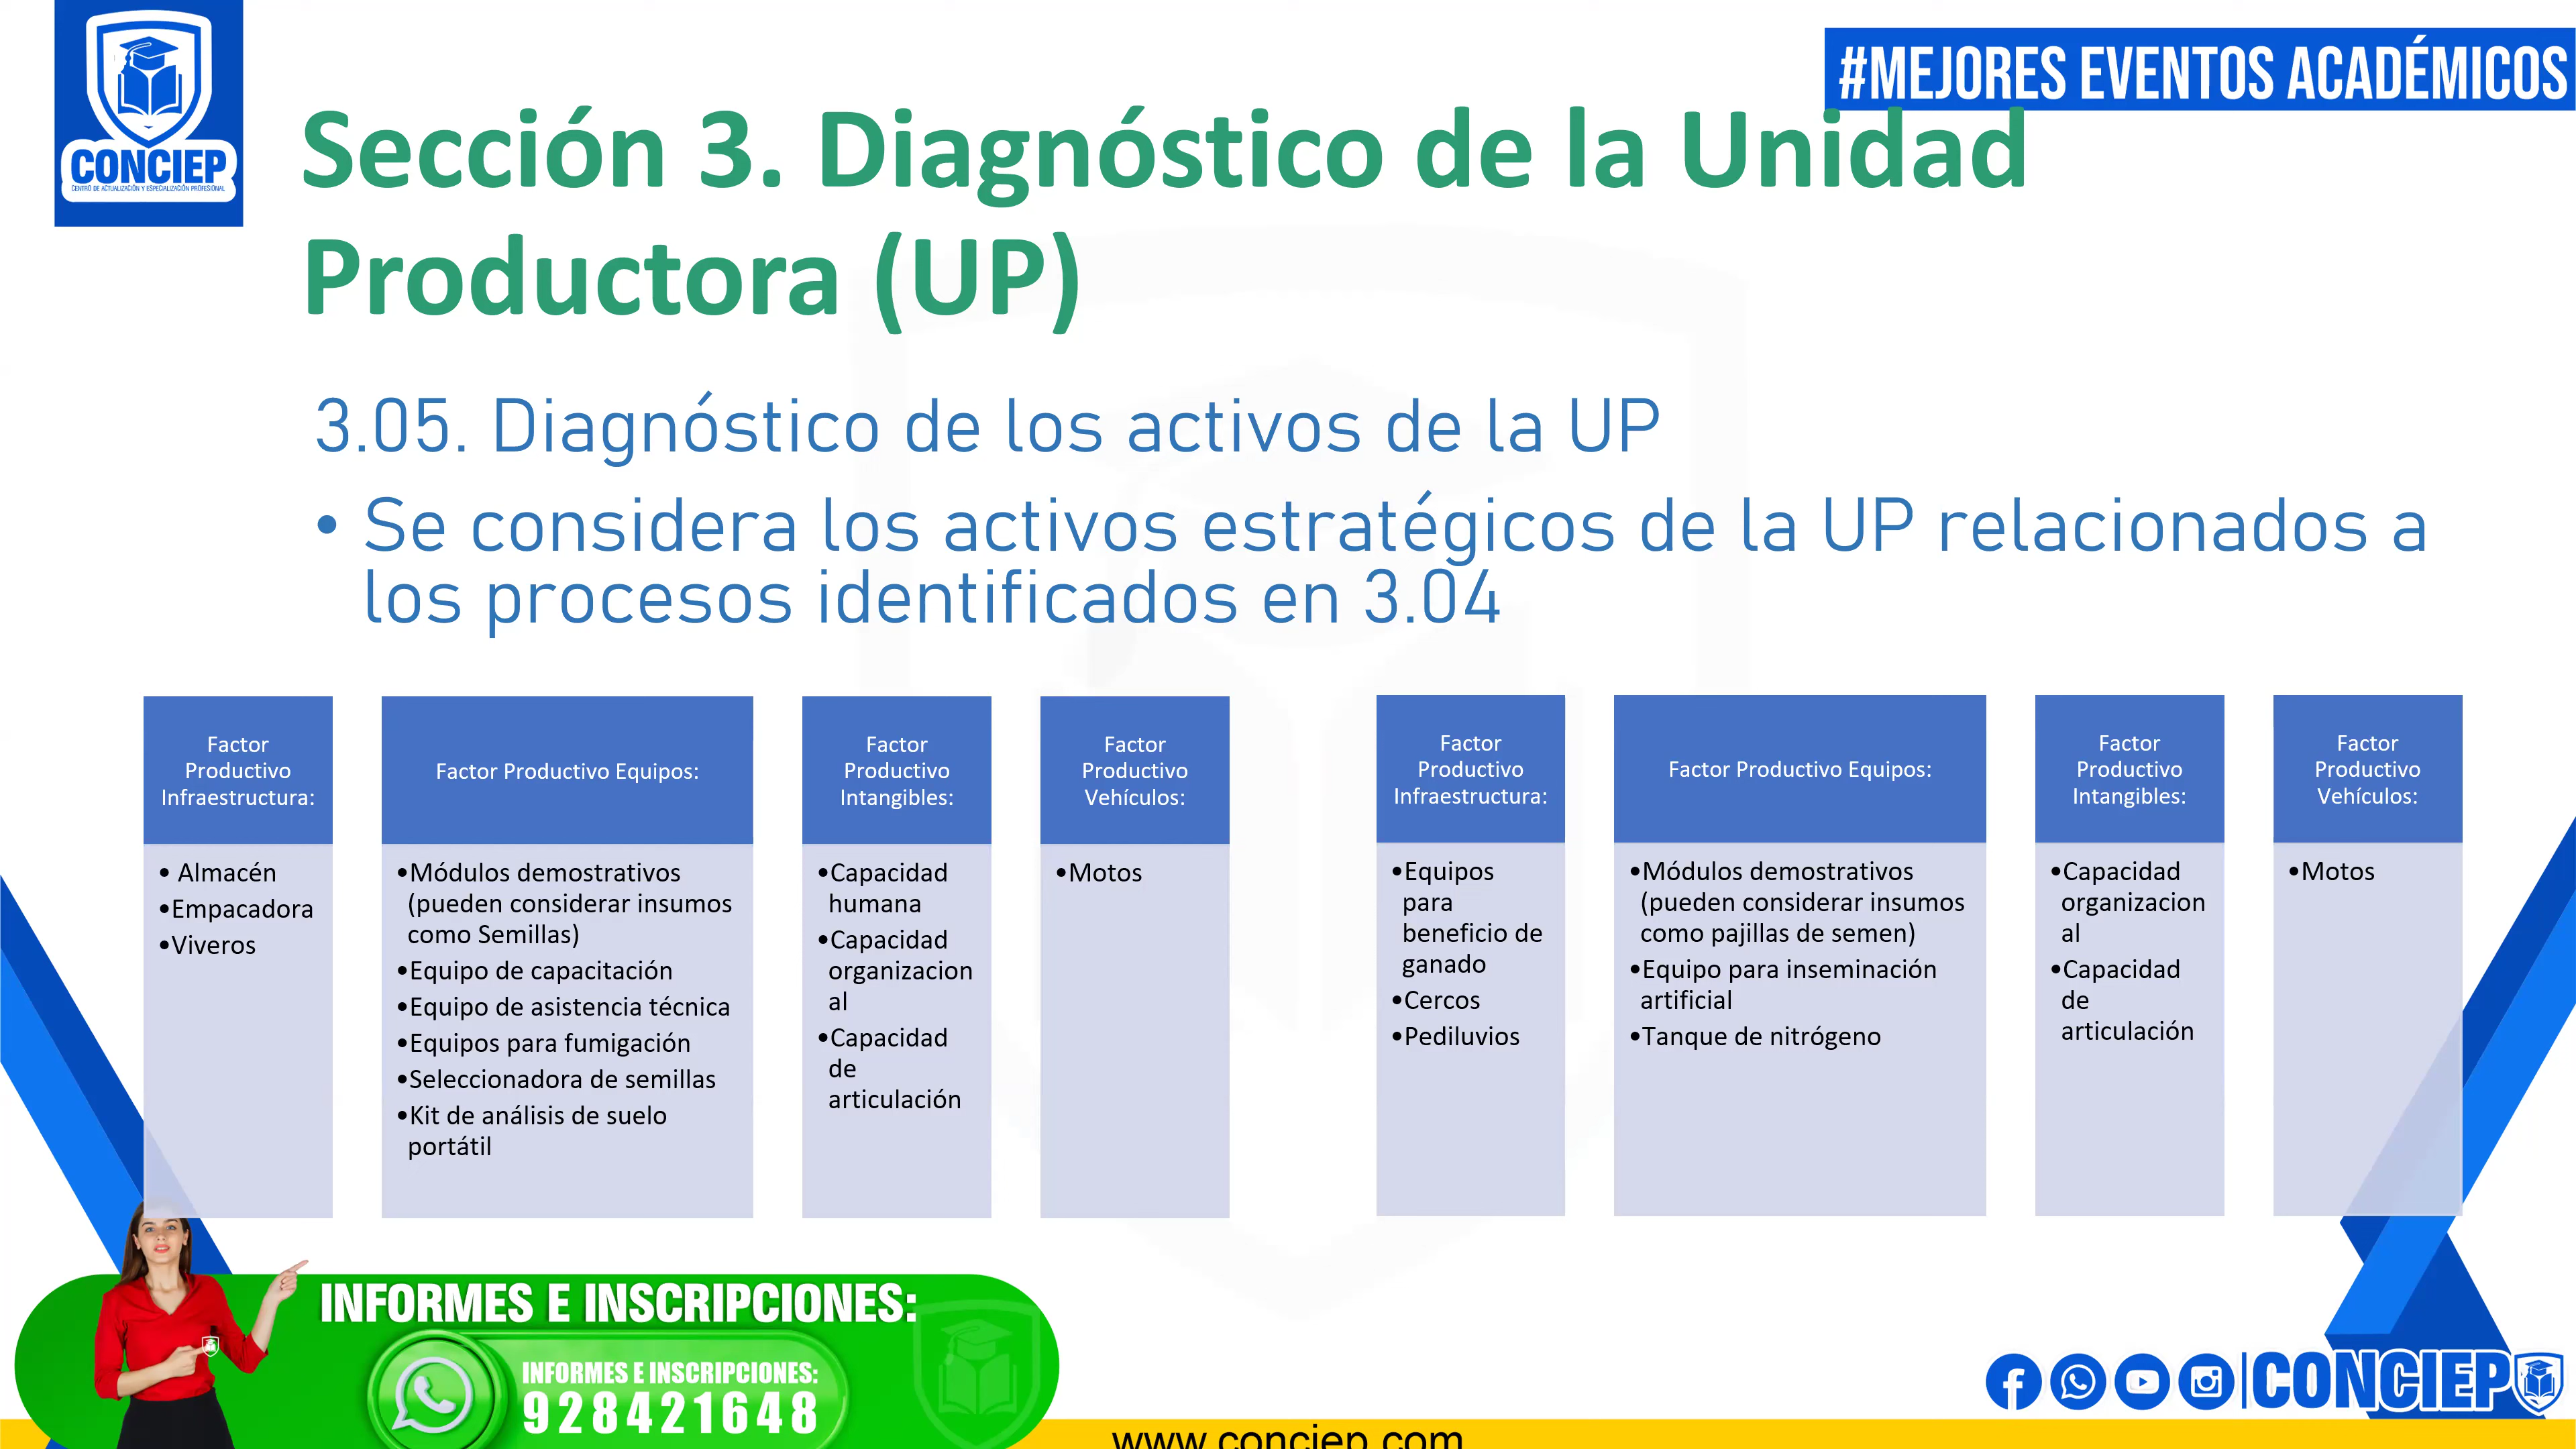 #MEJORES EVENTOS ACADÉMICOS
CONCIEP
CENTRO DE ACTUALIZACIÓN Y ESPECIALIZACIÓN PROFESIONAL
Sección 3. Diagnóstico de la Unidad
Productora (UP)
3.05. Diagnóstico de los activos de la UP
• Se considera los activos estratégicos de la UP relacionados a
los procesos identificados en 3.04
Factor
Productivo
Infraestructura:
• Almacén
•Empacadora
•Viveros
Factor Productivo Equipos:
•Módulos demostrativos
(pueden considerar insumos
como Semillas)
•Equipo de capacitación
•Equipo de asistencia técnica
•Equipos para fumigación
•Seleccionadora de semillas
•Kit de análisis de suelo
portátil
Factor
Productivo
Intangibles:
•Capacidad
humana
•Capacidad
organizacion
al
•Capacidad
de
articulación
Factor
Productivo
Vehículos:
•Motos
Factor
Productivo
Infraestructura:
•Equipos
para
beneficio de
ganado
•Cercos
•Pediluvios
Factor Productivo Equipos:
•Módulos demostrativos
(pueden considerar insumos
como pajillas de semen)
•Equipo para inseminación
artificial
•Tanque de nitrógeno
Factor
Productivo
Intangibles:
•Capacidad
organizacion
al
•Capacidad
de
articulación
Factor
Productivo
Vehículos:
•Motos
INFORMES E INSCRIPCIONES:
INFORMES E INSCRIPCIONES:
928421648
CONCIEP
www.conciep.com